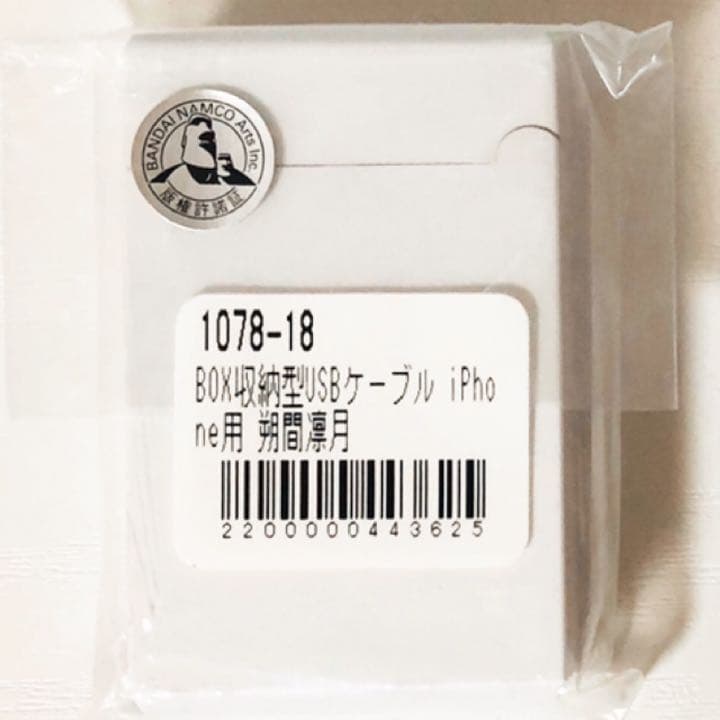 BANDAI NAMCO Arts Inc.
版権許諾証
1078-18
BOX収納型USBケーブル iPho
ne用 朔間凛月
2200000443625